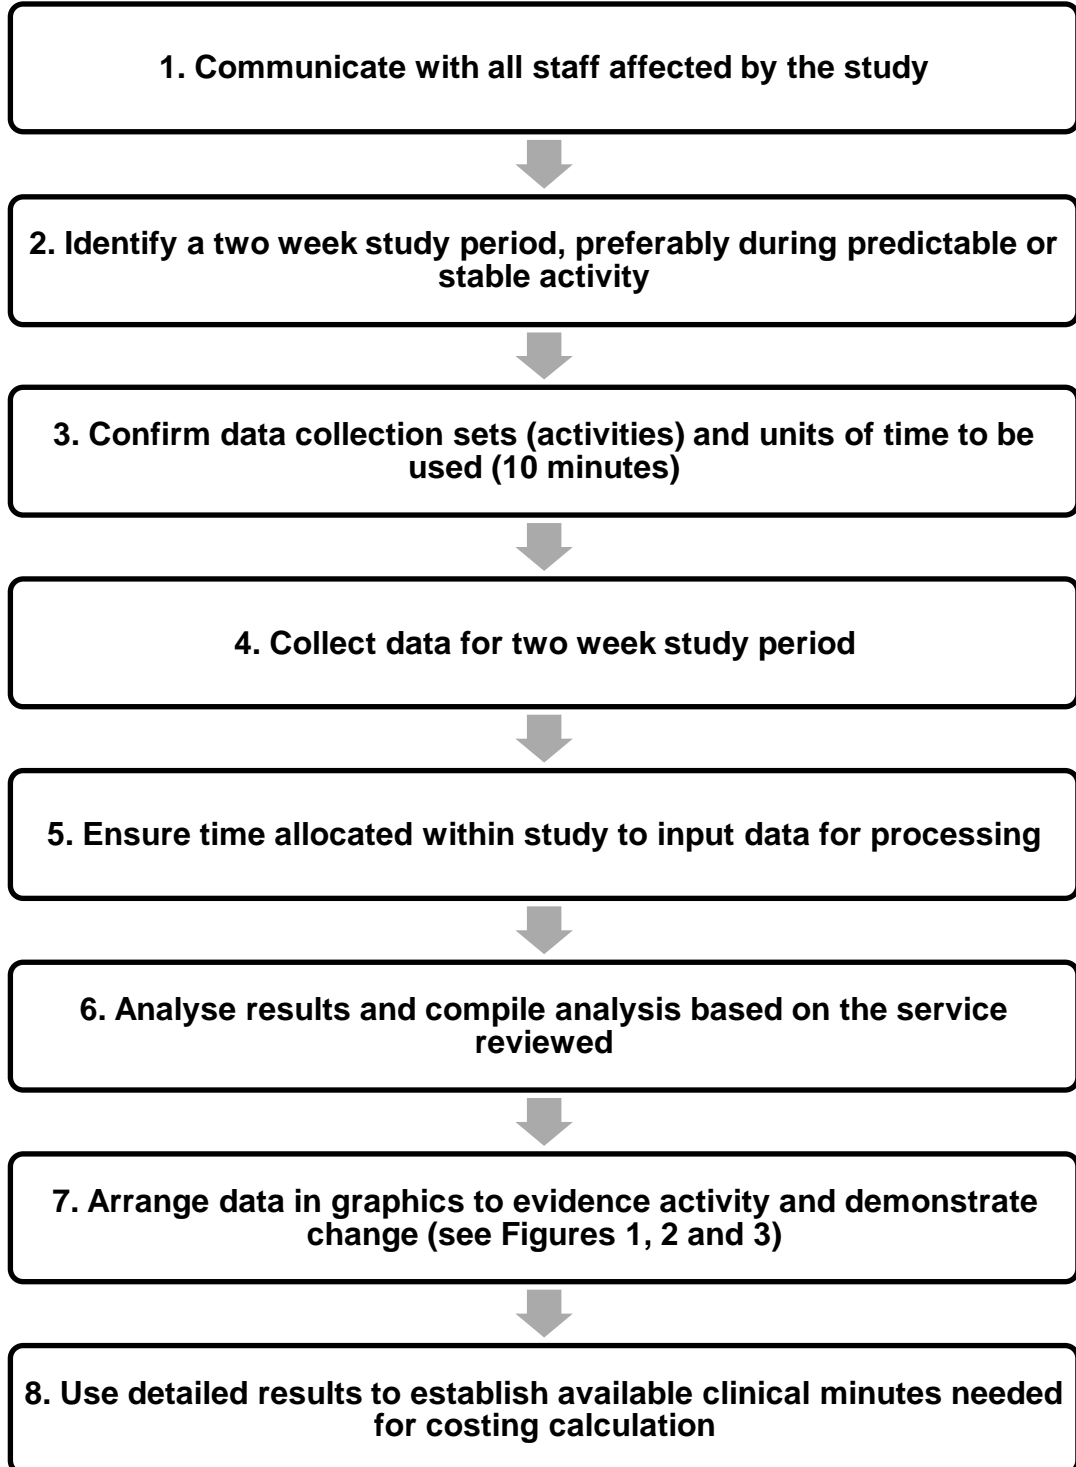 1. Communicate with all staff affected by the study
2. Identify a two week study period, preferably during predictable or
stable activity
3. Confirm data collection sets (activities) and units of time to be
used (10 minutes)
4. Collect data for two week study period
5. Ensure time allocated within study to input data for processing
6. Analyse results and compile analysis based on the service
reviewed
7. Arrange data in graphics to evidence activity and demonstrate
change (see Figures 1, 2 and 3)
8. Use detailed results to establish available clinical minutes needed
for costing calculation